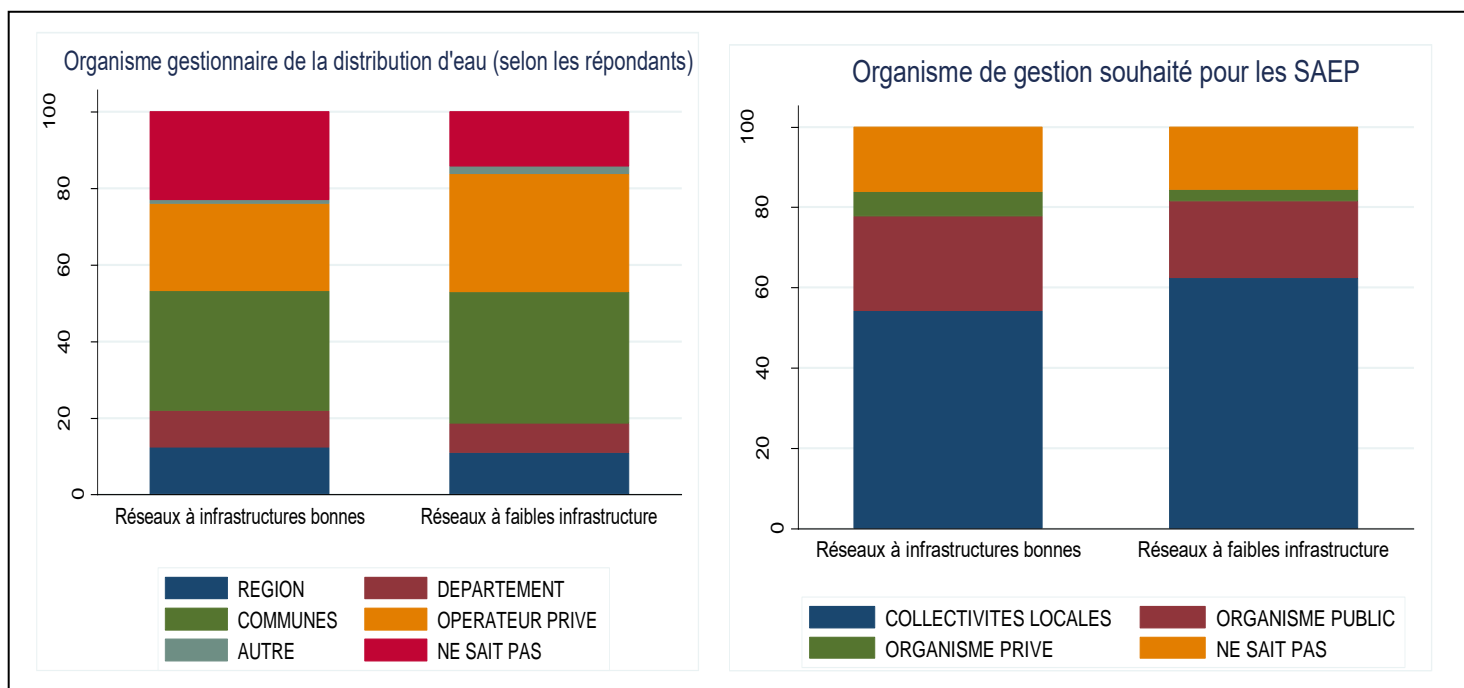 Organisme gestionnaire de la distribution d'eau (selon les répondants)
100
80
60
40
20
0
Réseaux à infrastructures bonnes
Réseaux à faibles infrastructure
REGION
DEPARTEMENT
COMMUNES
OPERATEUR PRIVE
AUTRE
NE SAIT PAS
Organisme de gestion souhaité pour les SAEP
100
80
60
40
20
0
Réseaux à infrastructures bonnes
Réseaux à faibles infrastructure
COLLECTIVITES LOCALES
ORGANISME PUBLIC
ORGANISME PRIVE
NE SAIT PAS